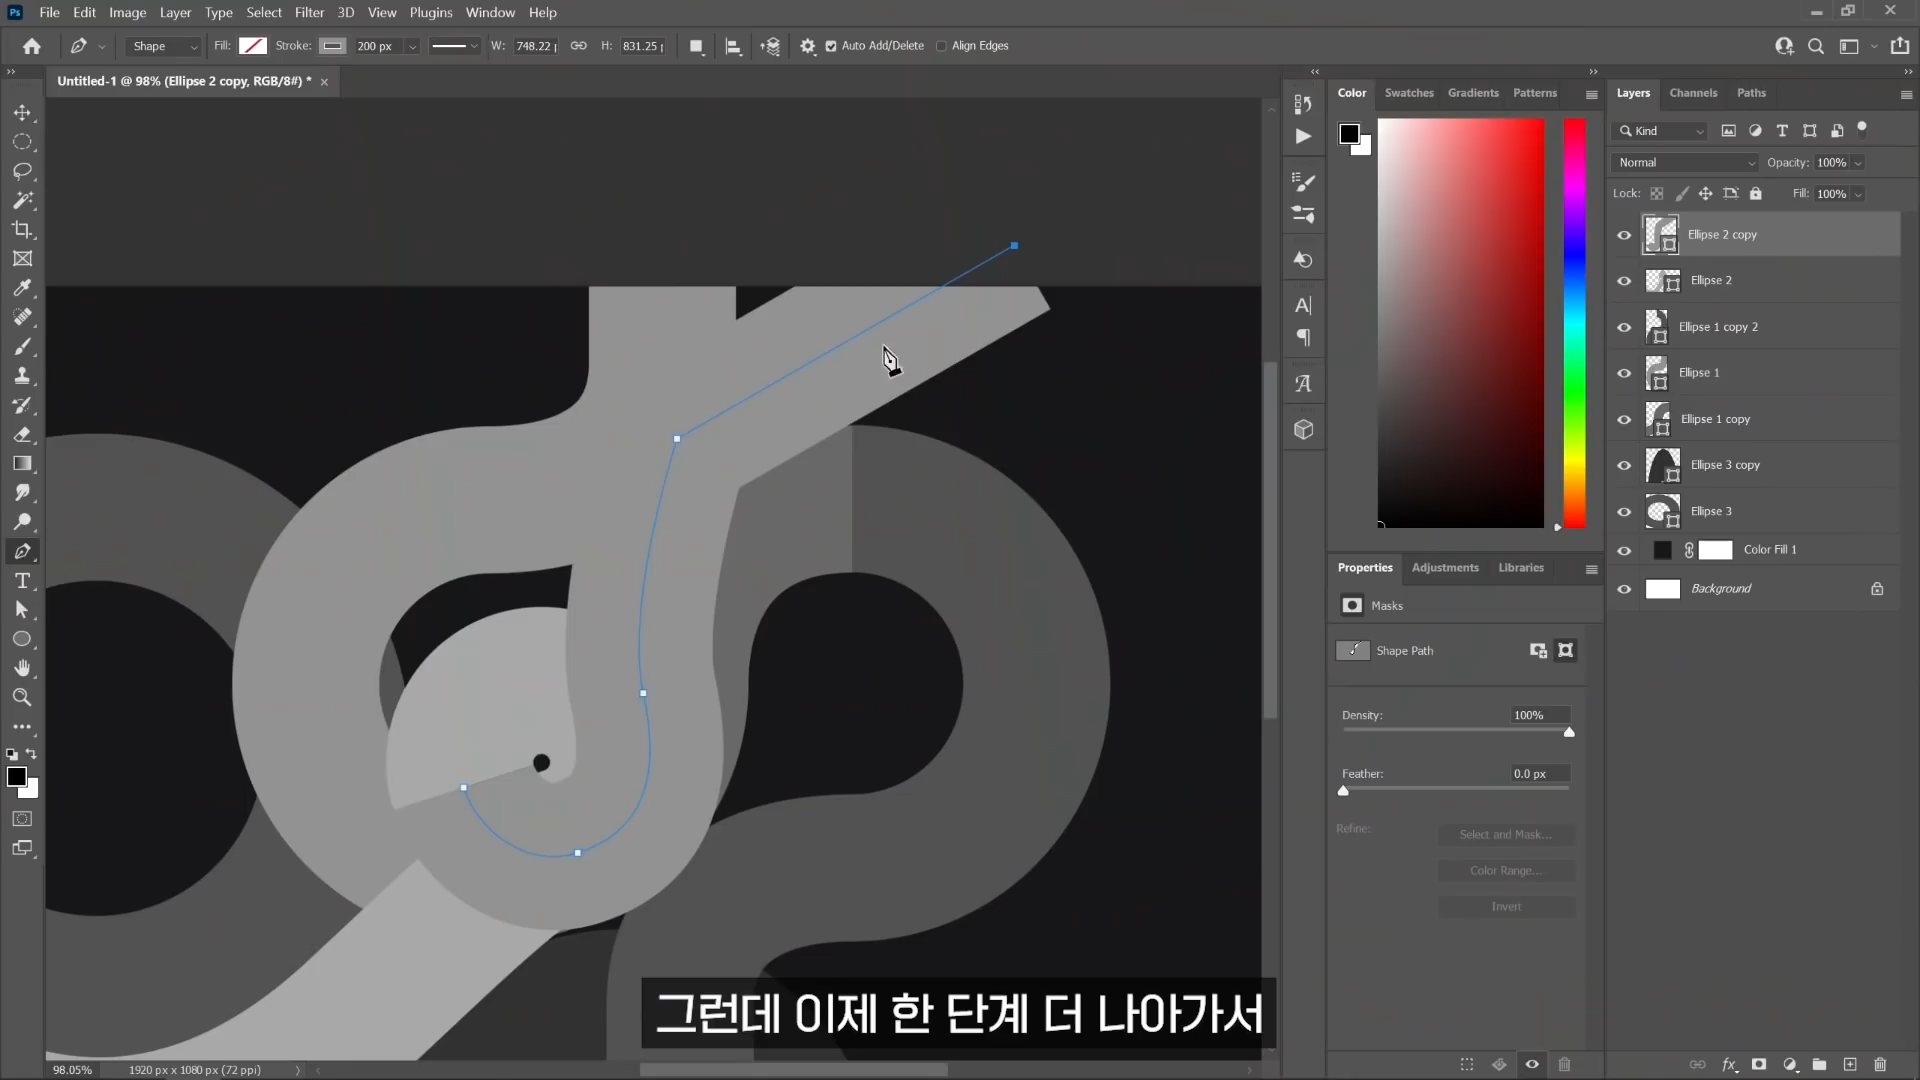 Ps File Edit Image Layer Type Select Filter 3D View Plugins Window Help
Shape Fill: Stroke: 200 px W: 748.22 H: 831.25 Auto Add/Delete Align Edges
Untitled-1 @ 98% (Ellipse 2 copy, RGB/8#) *
Color Swatches Gradients Patterns
Layers Channels Paths
Kind
Normal Opacity: 100%
Lock: Fill: 100%
Ellipse 2 copy
Ellipse 2
Ellipse 1 copy 2
Ellipse 1
Ellipse 1 copy
Ellipse 3 copy
Ellipse 3
Color Fill 1
Background
Properties Adjustments Libraries
Masks
Shape Path
Density: 100%
Feather: 0.0 px
Refine: Select and Mask...
Color Range...
Invert
그런데 이제 한 단계 더 나아가서
98.05% 1920 px x 1080 px (72 ppi)
fx